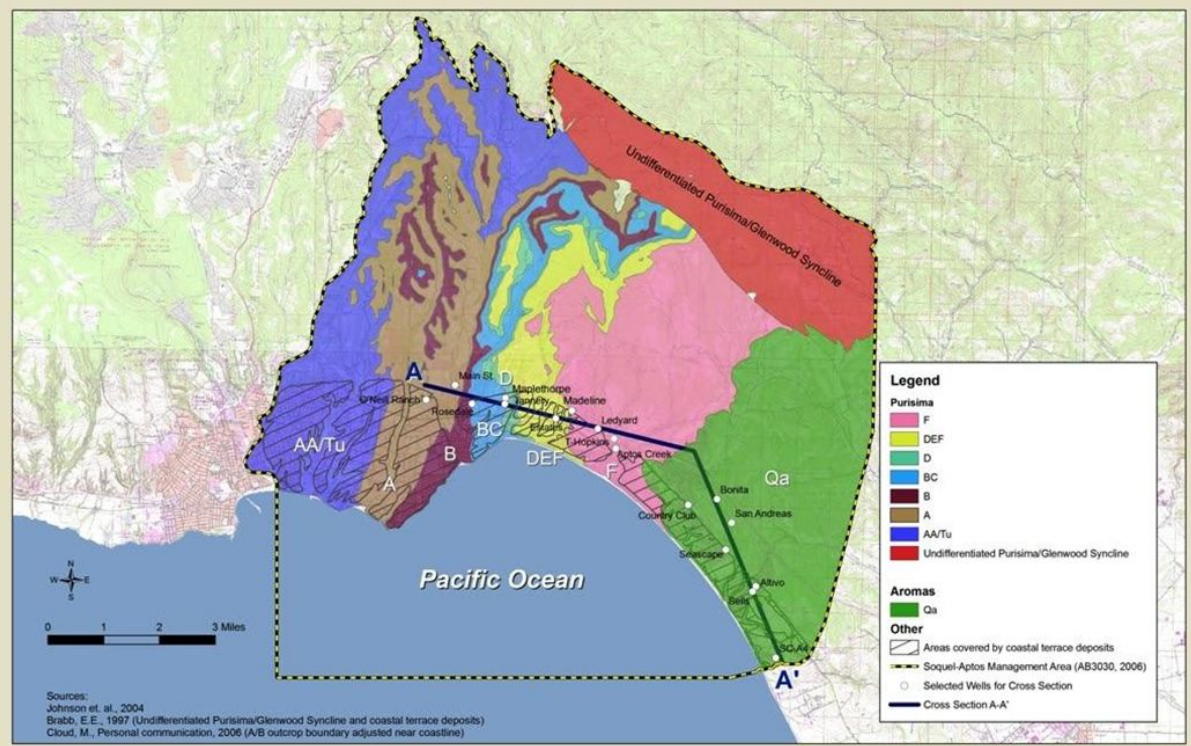 Undifferentiated Purisima/Glenwood Syncline
A
Main St.
D
Maplethorpe
Tannery
O'Neill Ranch
Rosedale
Madeline
Estates
Ledyard
BC
T-Hopkins
Aptos Creek
AA/Tu
B
DEF
A
F
Qa
Bonita
Country Club
San Andreas
Seascape
Altivo
Sells
SC-A4
A'
Pacific Ocean
N
W E
S
0 1 2 3 Miles
Sources:
Johnson et. al., 2004
Brabb, E.E., 1997 (Undifferentiated Purisima/Glenwood Syncline and coastal terrace deposits)
Cloud, M., Personal communication, 2006 (A/B outcrop boundary adjusted near coastline)
Legend
Purisima
F
DEF
D
BC
B
A
AA/Tu
Undifferentiated Purisima/Glenwood Syncline
Aromas
Qa
Other
Areas covered by coastal terrace deposits
Soquel-Aptos Management Area (AB3030, 2006)
Selected Wells for Cross Section
Cross Section A-A'